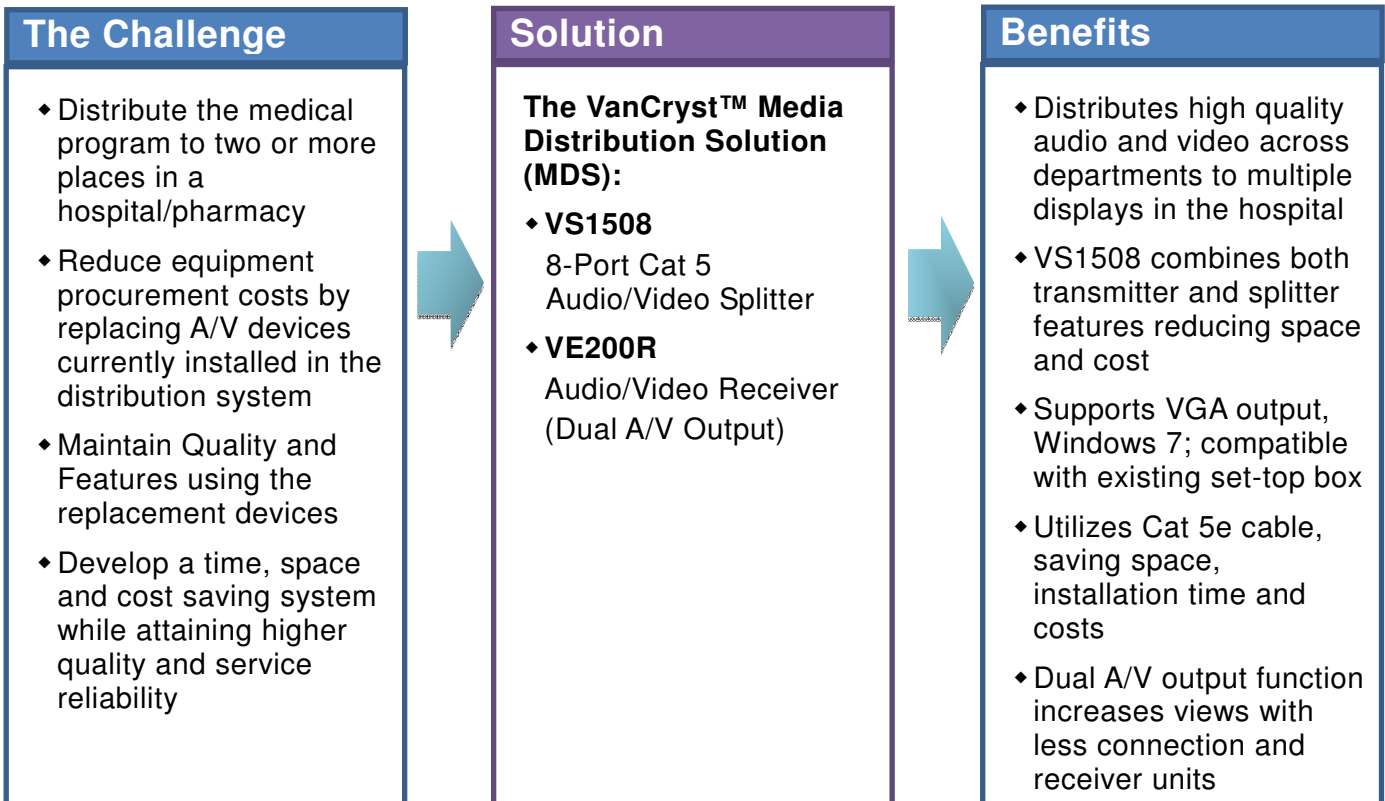 The Challenge
◆ Distribute the medical
program to two or more
places in a
hospital/pharmacy
◆ Reduce equipment
procurement costs by
replacing A/V devices
currently installed in the
distribution system
◆ Maintain Quality and
Features using the
replacement devices
◆ Develop a time, space
and cost saving system
while attaining higher
quality and service
reliability
Solution
The VanCryst™ Media
Distribution Solution
(MDS):
◆ VS1508
8-Port Cat 5
Audio/Video Splitter
◆ VE200R
Audio/Video Receiver
(Dual A/V Output)
Benefits
◆ Distributes high quality
audio and video across
departments to multiple
displays in the hospital
◆ VS1508 combines both
transmitter and splitter
features reducing space
and cost
◆ Supports VGA output,
Windows 7; compatible
with existing set-top box
◆ Utilizes Cat 5e cable,
saving space,
installation time and
costs
◆ Dual A/V output function
increases views with
less connection and
receiver units